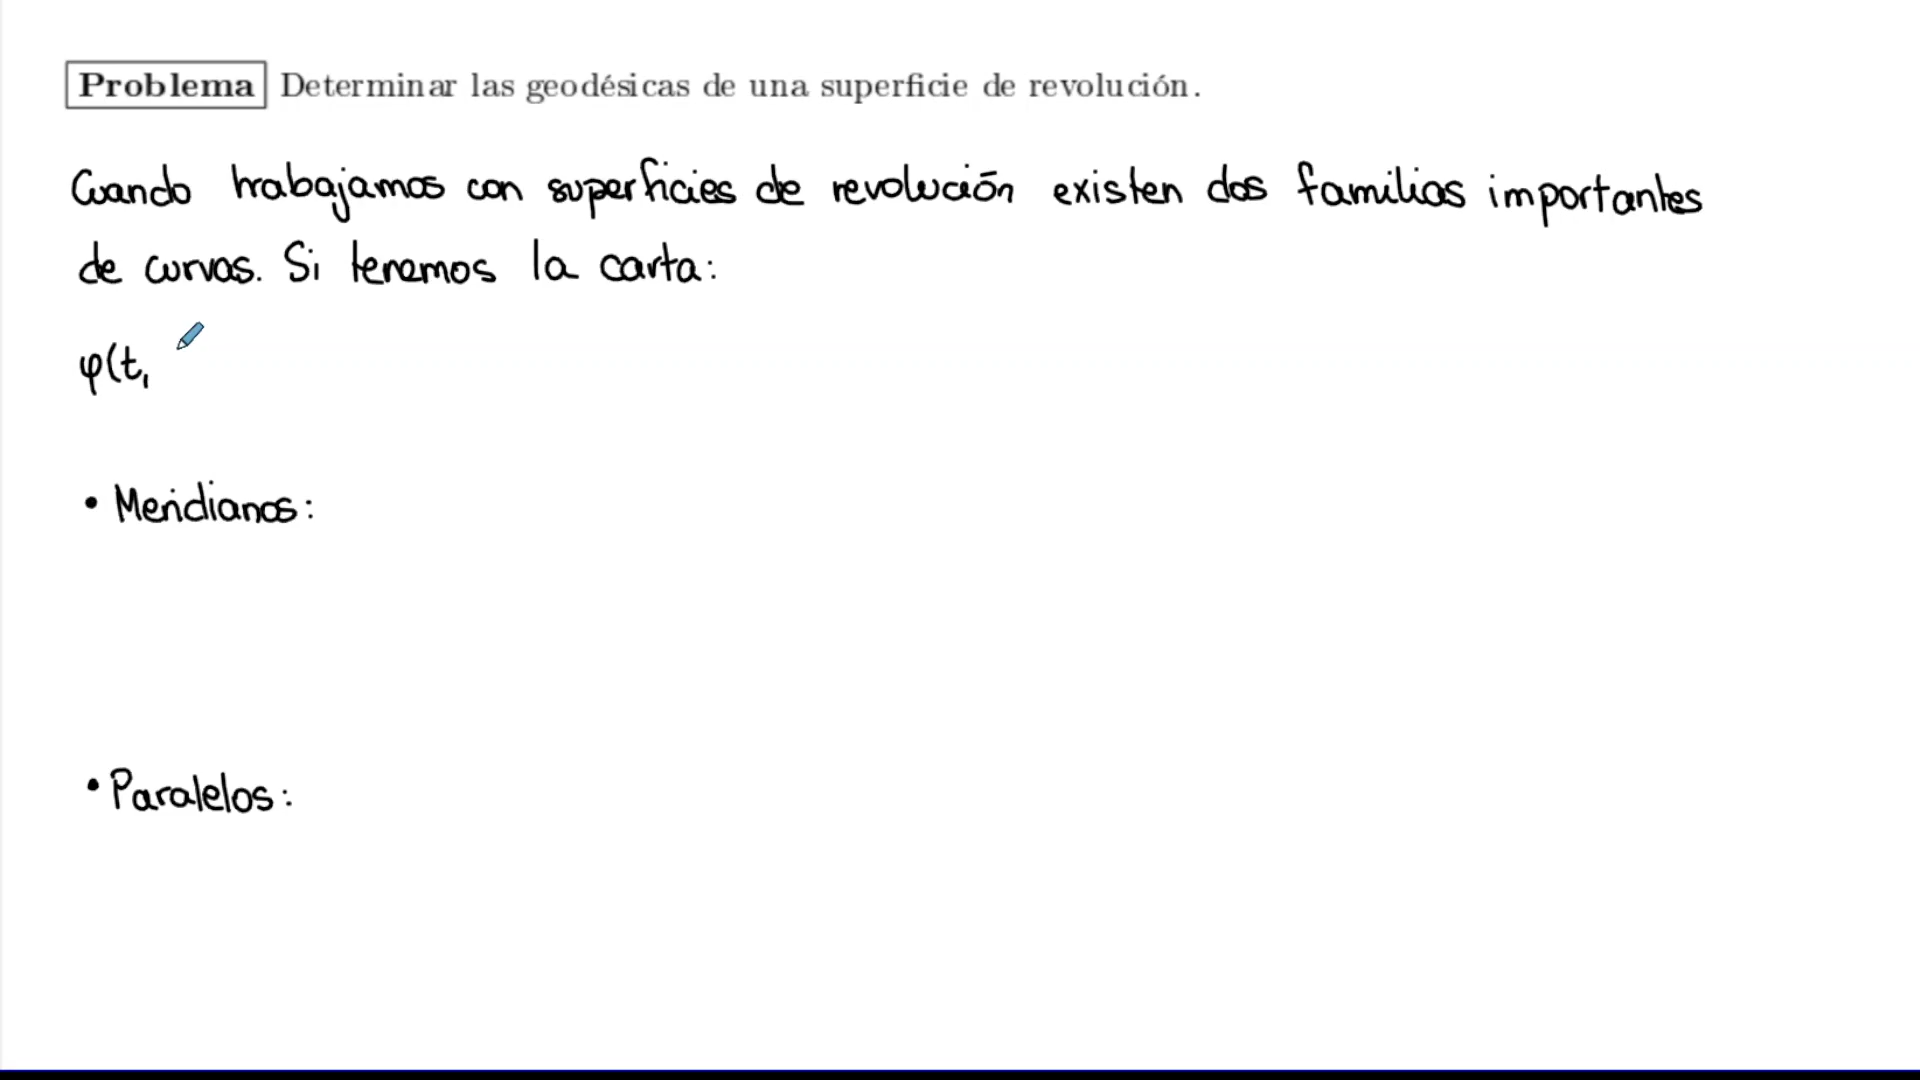 Problema Determinar las geodésicas de una superficie de revolución.
Cuando trabajamos con superficies de revolución existen dos familias importantes
de curvas. Si tenemos la carta:
φ(t,
• Meridianos:
• Paralelos: